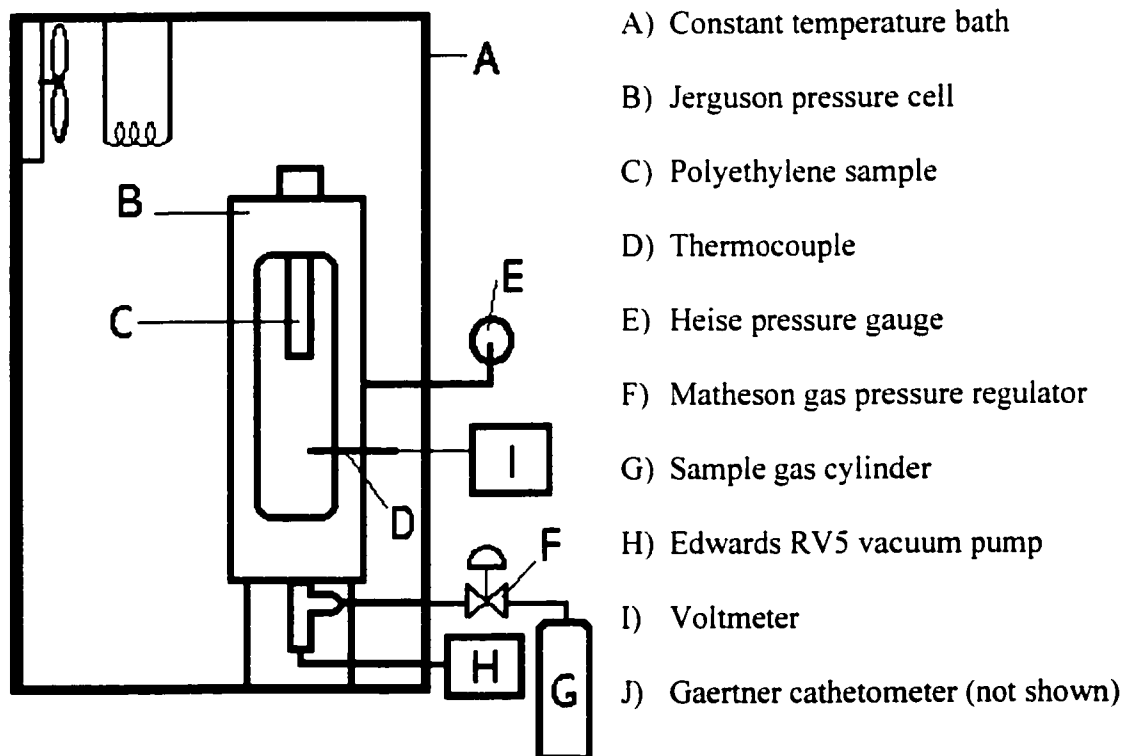 A
B
C
D
E
F
G
H
I
A) Constant temperature bath
B) Jerguson pressure cell
C) Polyethylene sample
D) Thermocouple
E) Heise pressure gauge
F) Matheson gas pressure regulator
G) Sample gas cylinder
H) Edwards RV5 vacuum pump
I) Voltmeter
J) Gaertner cathetometer (not shown)